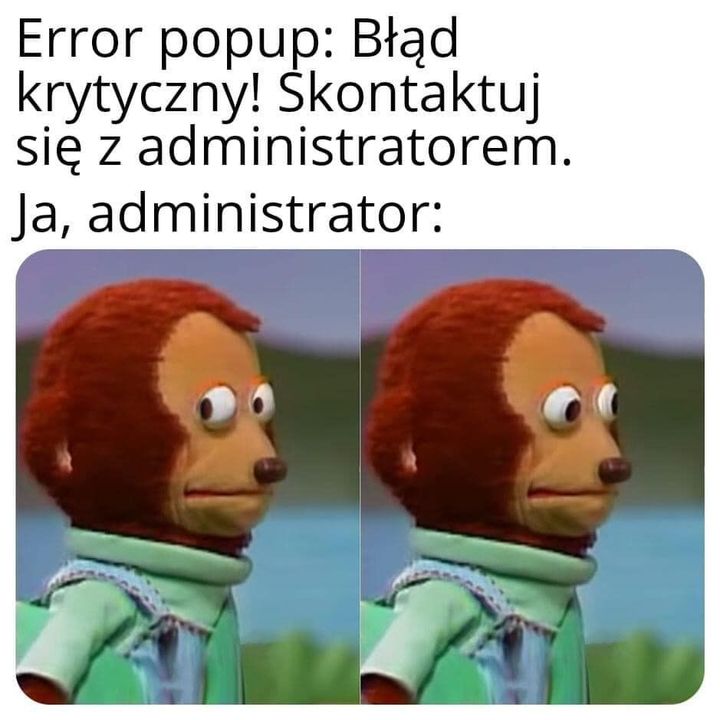 Error popup: Błąd
krytyczny! Skontaktuj
się z administratorem.
Ja, administrator: